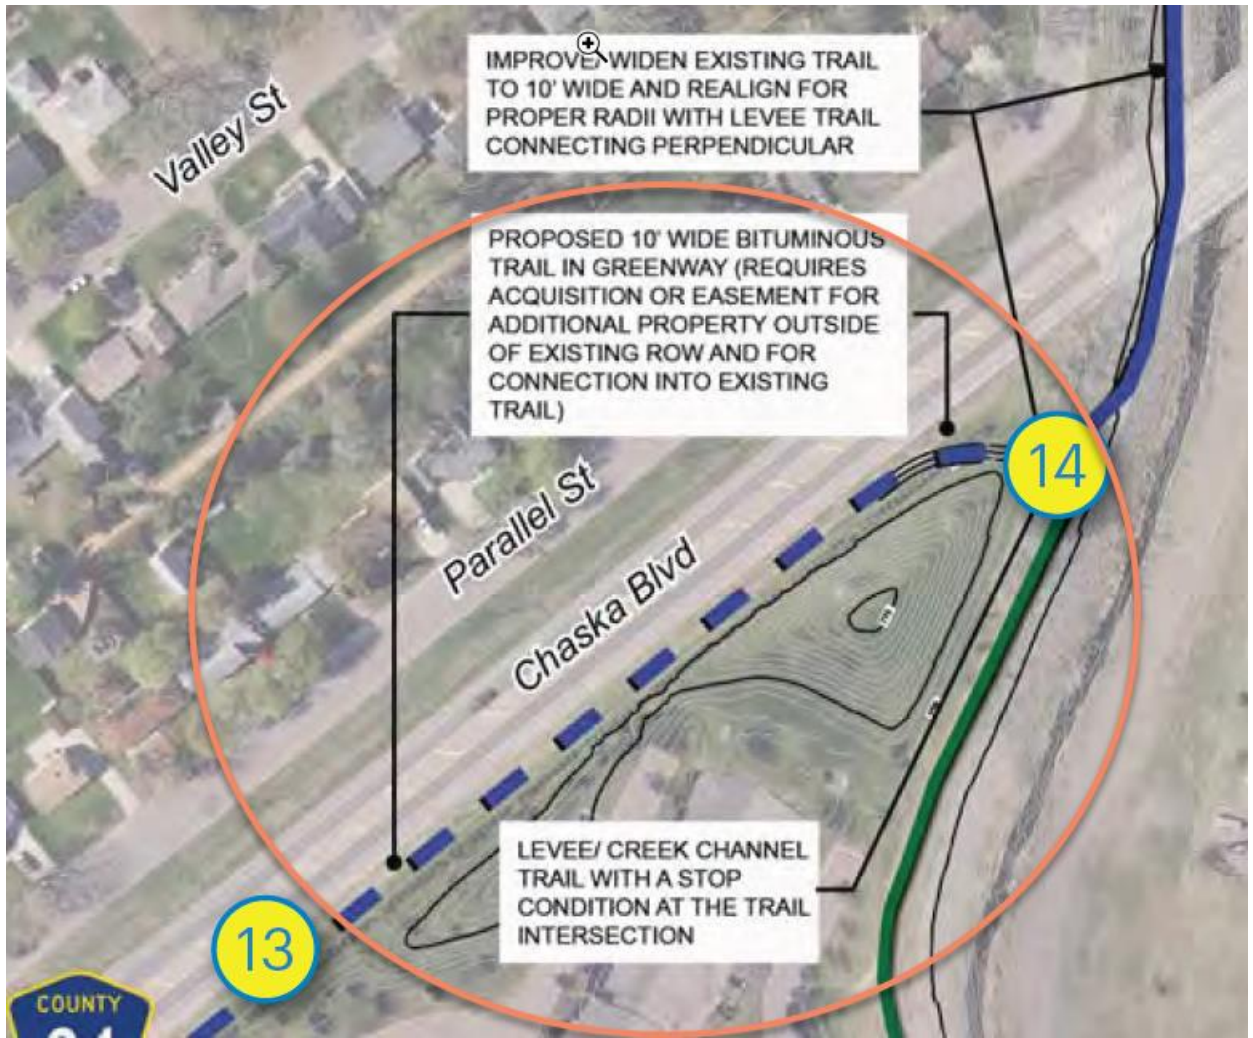 IMPROVE/ WIDEN EXISTING TRAIL
TO 10' WIDE AND REALIGN FOR
PROPER RADII WITH LEVEE TRAIL
CONNECTING PERPENDICULAR
Valley St
PROPOSED 10' WIDE BITUMINOUS
TRAIL IN GREENWAY (REQUIRES
ACQUISITION OR EASEMENT FOR
ADDITIONAL PROPERTY OUTSIDE
OF EXISTING ROW AND FOR
CONNECTION INTO EXISTING
TRAIL)
14
Parallel St
Chaska Blvd
LEVEE/ CREEK CHANNEL
TRAIL WITH A STOP
CONDITION AT THE TRAIL
INTERSECTION
13
COUNTY